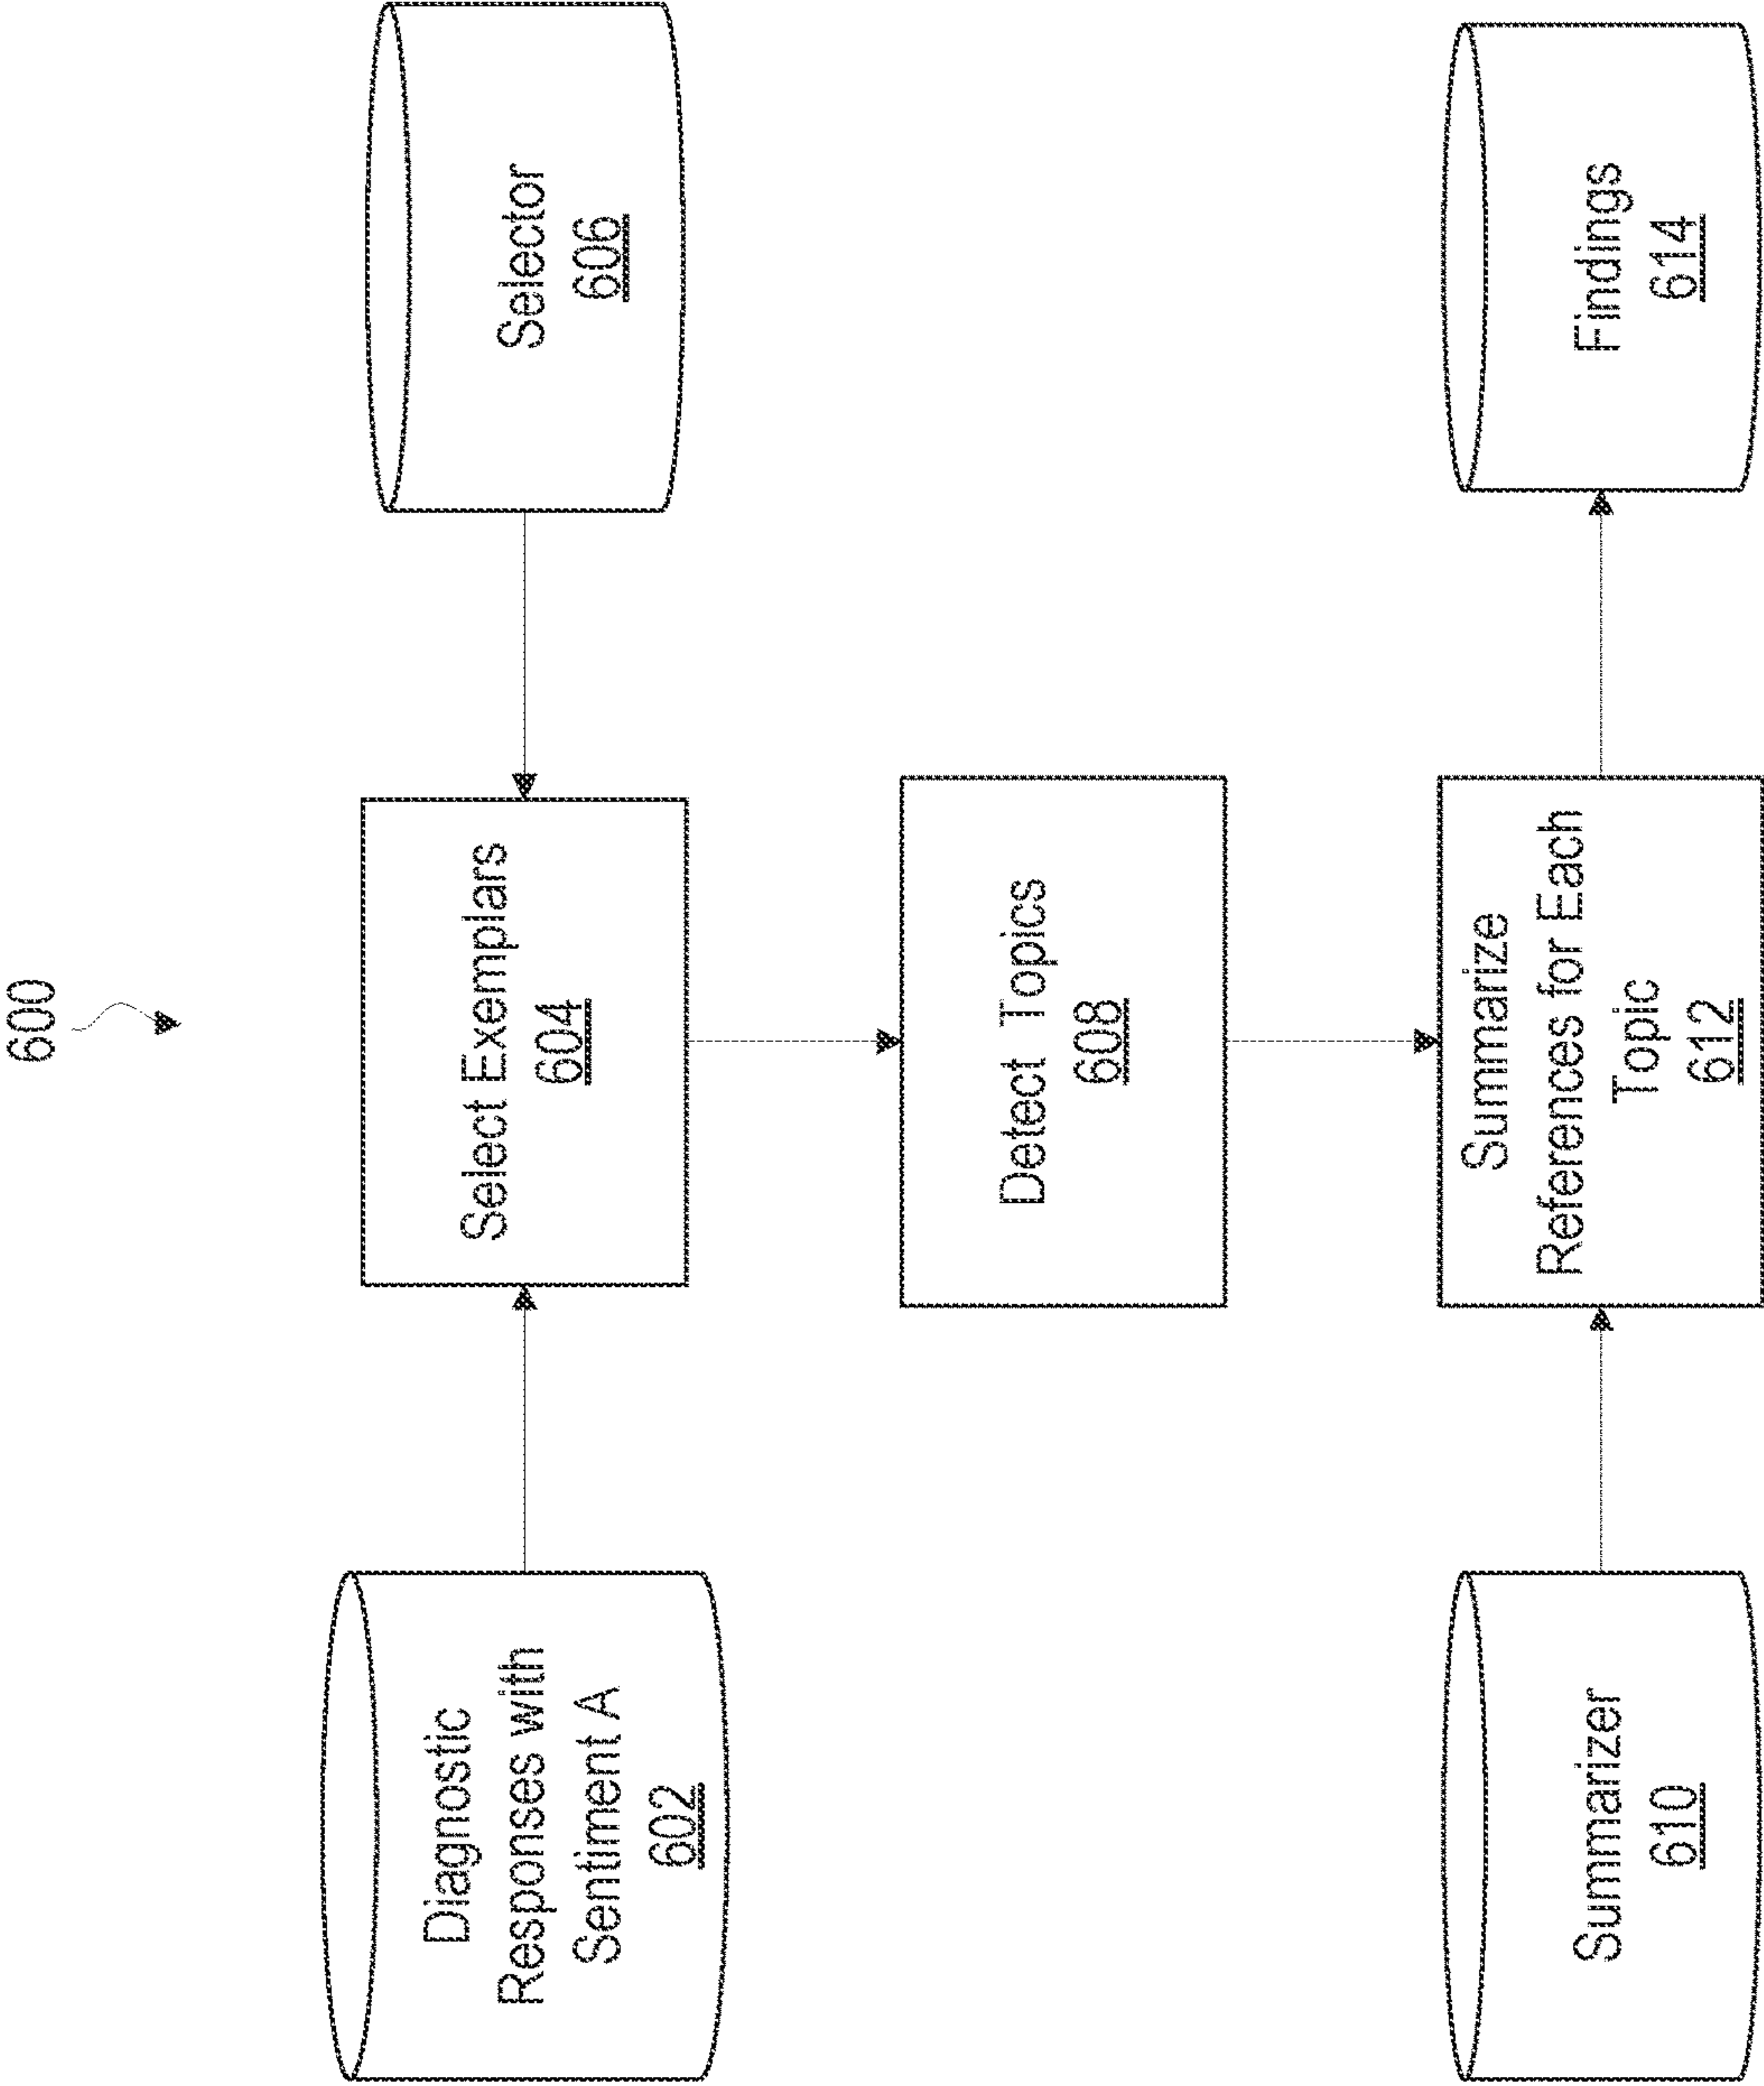 600
Diagnostic
Responses with
Sentiment A
602
Select Exemplars
604
Selector
606
Detect Topics
608
Summarizer
610
Summarize
References for Each
Topic
612
Findings
614